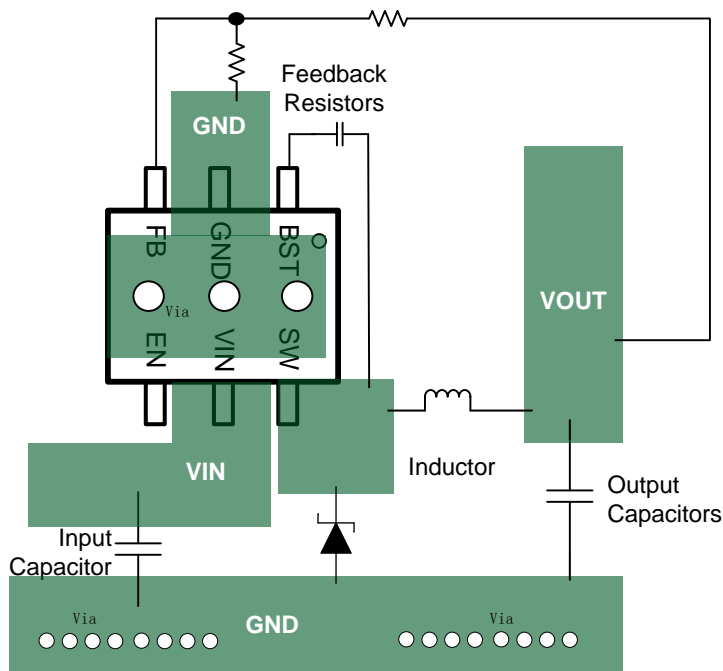 Feedback
Resistors
GND
FB
GND
BST
VOUT
Via
EN
VIN
SW
VIN
Inductor
Output
Capacitors
Input
Capacitor
Via
GND
Via